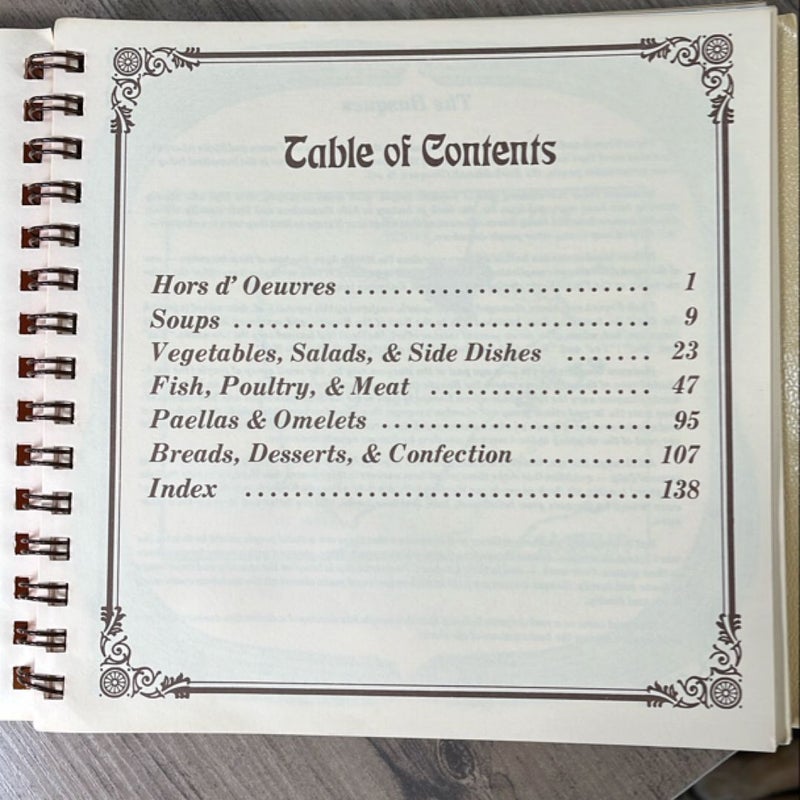 Table of Contents
Hors d' Oeuvres .......................... 1
Soups .................................... 9
Vegetables, Salads, & Side Dishes ....... 23
Fish, Poultry, & Meat ................... 47
Paellas & Omelets ....................... 95
Breads, Desserts, & Confection .......... 107
Index ................................... 138